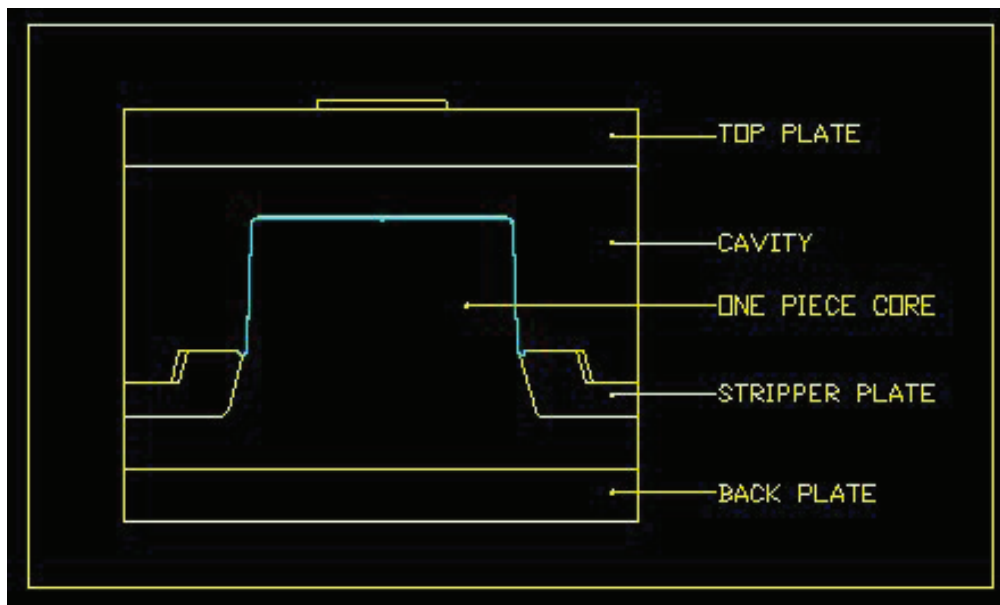 TOP PLATE
CAVITY
ONE PIECE CORE
STRIPPER PLATE
BACK PLATE